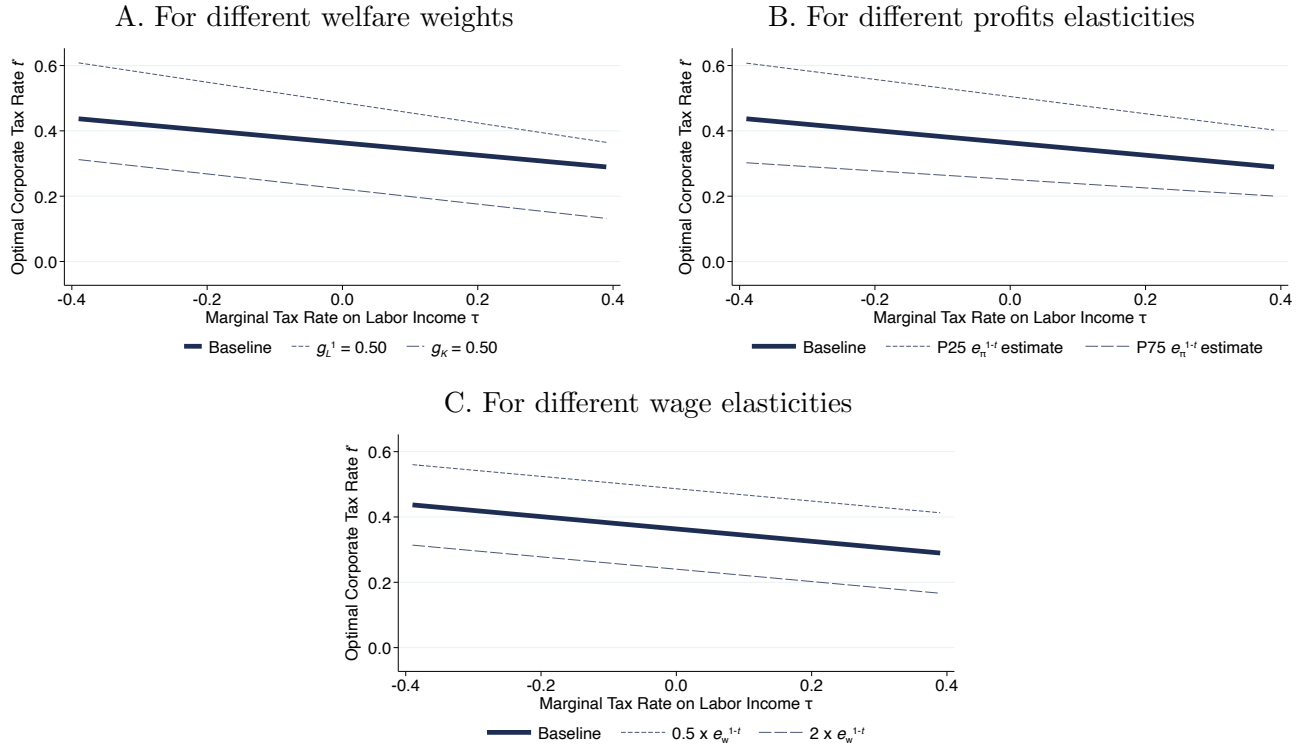 A. For different welfare weights
Optimal Corporate Tax Rate t*
0.6
0.4
0.2
0.0
-0.4 -0.2 0.0 0.2 0.4
Marginal Tax Rate on Labor Income τ
Baseline g_L^1 = 0.50 g_K = 0.50
B. For different profits elasticities
Optimal Corporate Tax Rate t*
0.6
0.4
0.2
0.0
-0.4 -0.2 0.0 0.2 0.4
Marginal Tax Rate on Labor Income τ
Baseline P25 e_π^{1-t} estimate P75 e_π^{1-t} estimate
C. For different wage elasticities
Optimal Corporate Tax Rate t*
0.6
0.4
0.2
0.0
-0.4 -0.2 0.0 0.2 0.4
Marginal Tax Rate on Labor Income τ
Baseline 0.5 x e_w^{1-t} 2 x e_w^{1-t}